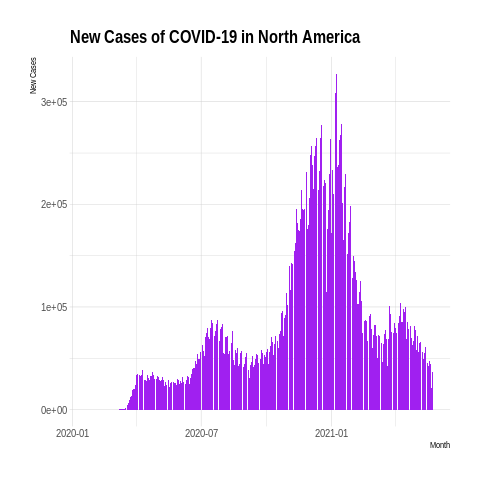 New Cases of COVID-19 in North America
New Cases
3e+05
2e+05
1e+05
0e+00
2020-01
2020-07
2021-01
Month